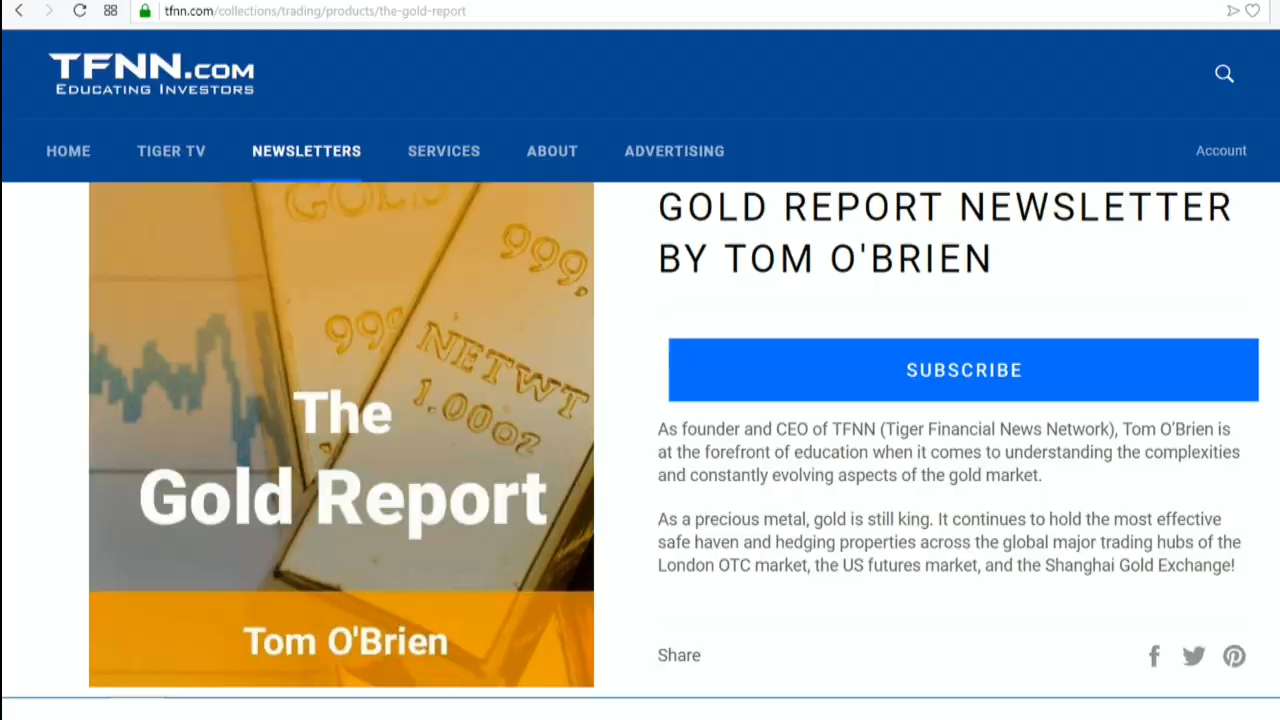 tfnn.com/collections/trading/products/the-gold-report
TFNN.COM
EDUCATING INVESTORS
HOME TIGER TV NEWSLETTERS SERVICES ABOUT ADVERTISING Account
GOLD
999.
999
NETWT
1.00oz
The
Gold Report
Tom O'Brien
GOLD REPORT NEWSLETTER
BY TOM O'BRIEN
SUBSCRIBE
As founder and CEO of TFNN (Tiger Financial News Network), Tom O'Brien is
at the forefront of education when it comes to understanding the complexities
and constantly evolving aspects of the gold market.
As a precious metal, gold is still king. It continues to hold the most effective
safe haven and hedging properties across the global major trading hubs of the
London OTC market, the US futures market, and the Shanghai Gold Exchange!
Share